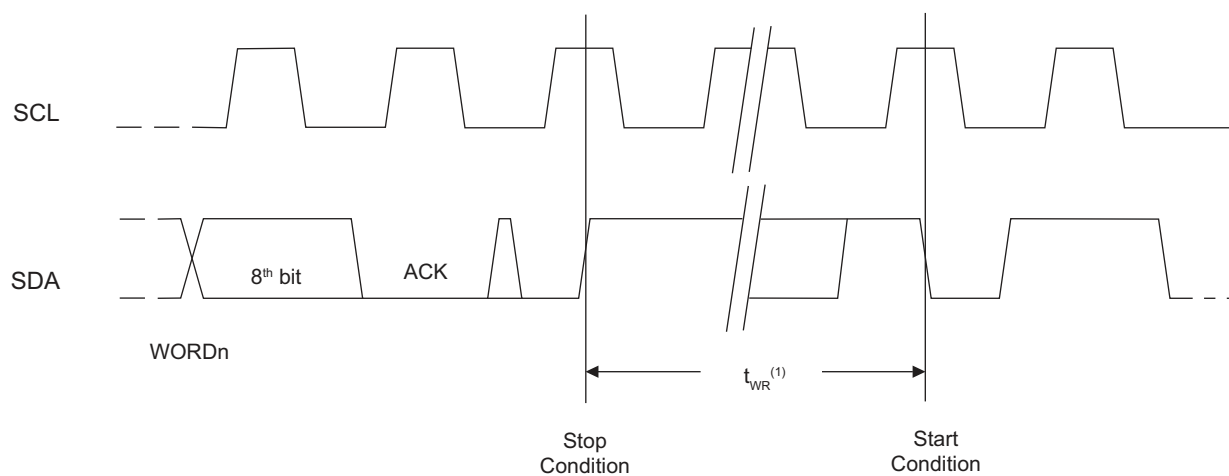 SCL
SDA
8th bit
ACK
WORDn
tWR(1)
Stop
Condition
Start
Condition